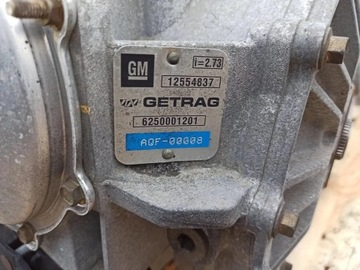 GM
i=2.73
12554837
GETRAG
6250001201
AQF-00008